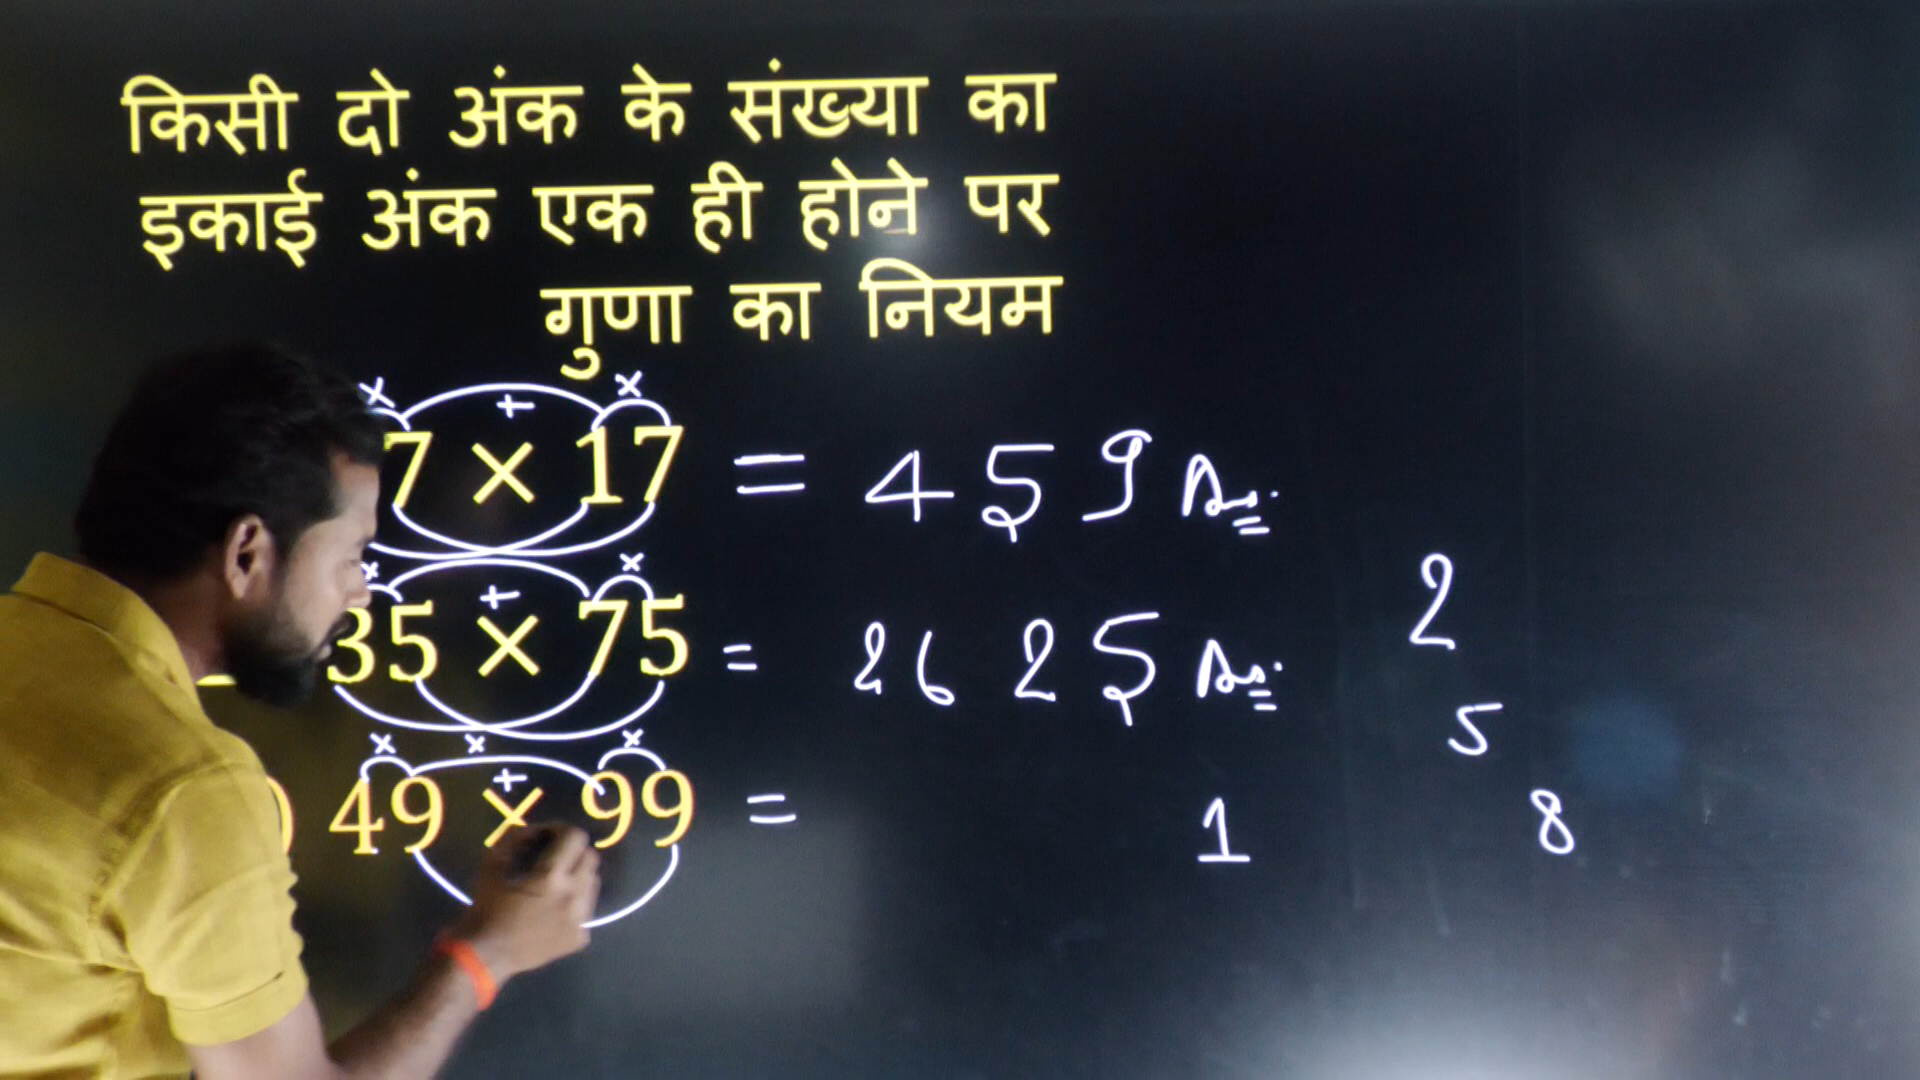 किसी दो अंक के संख्या का
इकाई अंक एक ही होने पर
गुणा का नियम
7 × 17 = 459 Ans.
35 × 75 = 2625 Ans.
2
5
49 × 99 = 1 8